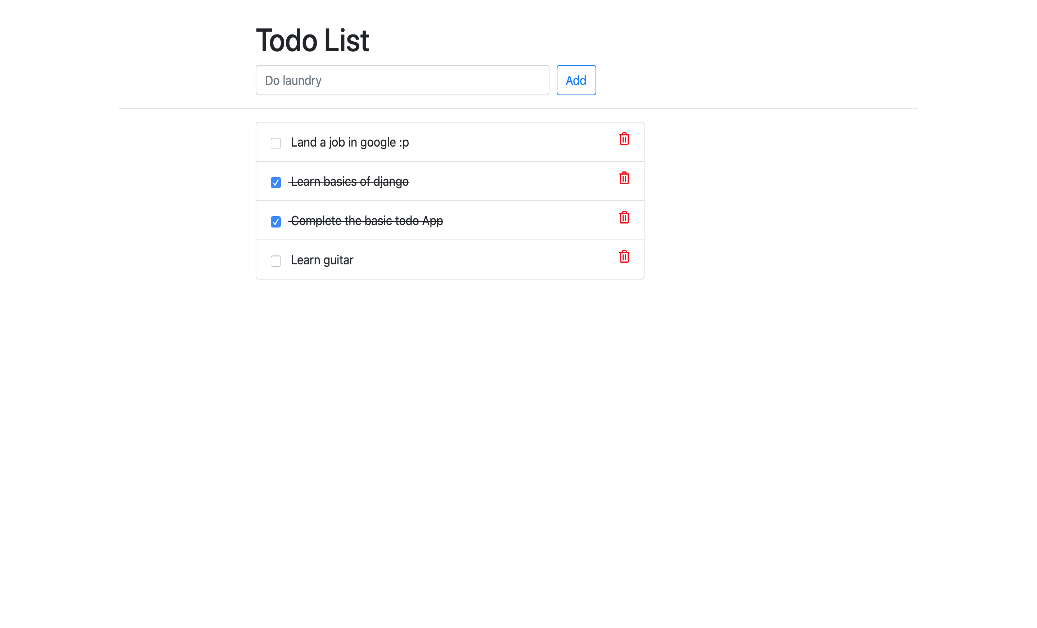 Todo List
Do laundry
Add
Land a job in google :p
Learn basics of django
Complete the basic todo App
Learn guitar